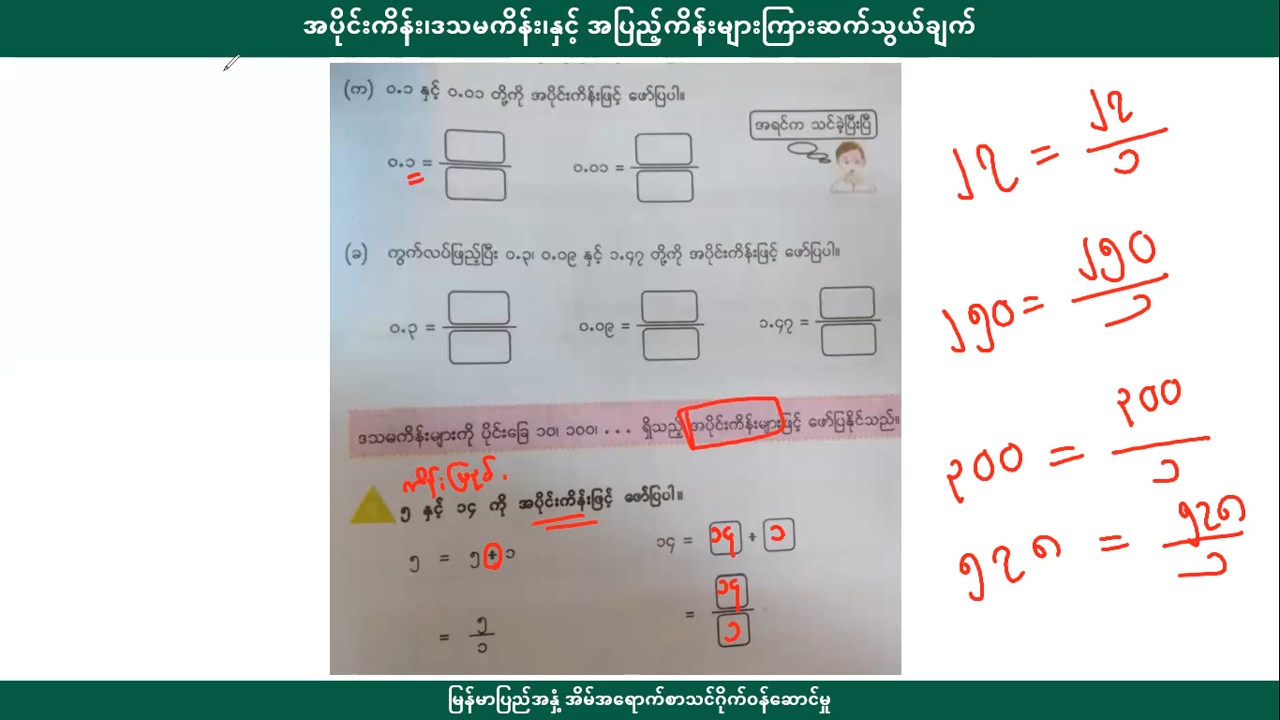 အပိုင်းကိန်း၊ဒသမကိန်း၊နှင့် အပြည့်ကိန်းများကြားဆက်သွယ်ချက်
(က) ၀.၁ နှင့် ၀.၀၁ တို့ကို အပိုင်းကိန်းဖြင့် ဖော်ပြပါ။
အရင်က သင်ခဲ့ပြီးပြီ
၀.၁ =
၀.၀၁ =
(ခ) ကွက်လပ်ဖြည့်ပြီး ၀.၃၊ ၀.၀၉ နှင့် ၁.၄၇ တို့ကို အပိုင်းကိန်းဖြင့် ဖော်ပြပါ။
၀.၃ =
၀.၀၉ =
၁.၄၇ =
ဒသမကိန်းများကို ပိုင်းခြေ ၁၀၊ ၁၀၀၊ ... ရှိသည့် အပိုင်းကိန်းများဖြင့် ဖော်ပြနိုင်သည်။
၅ နှင့် ၁၄ ကို အပိုင်းကိန်းဖြင့် ဖော်ပြပါ။
၅ = ၅ ÷ ၁
= ၅/၁
၁၄ = ၁၄ ÷ ၁
= ၁၄/၁
၂၇ = ၂၇/၁
၂၅၀ = ၂၅၀/၁
၃၀၀ = ၃၀၀/၁
၅၇၈ = ၅၇၈/၁
မြန်မာပြည်အနှံ့ အိမ်အရောက်စာသင်ဂိုက်ဝန်ဆောင်မှု